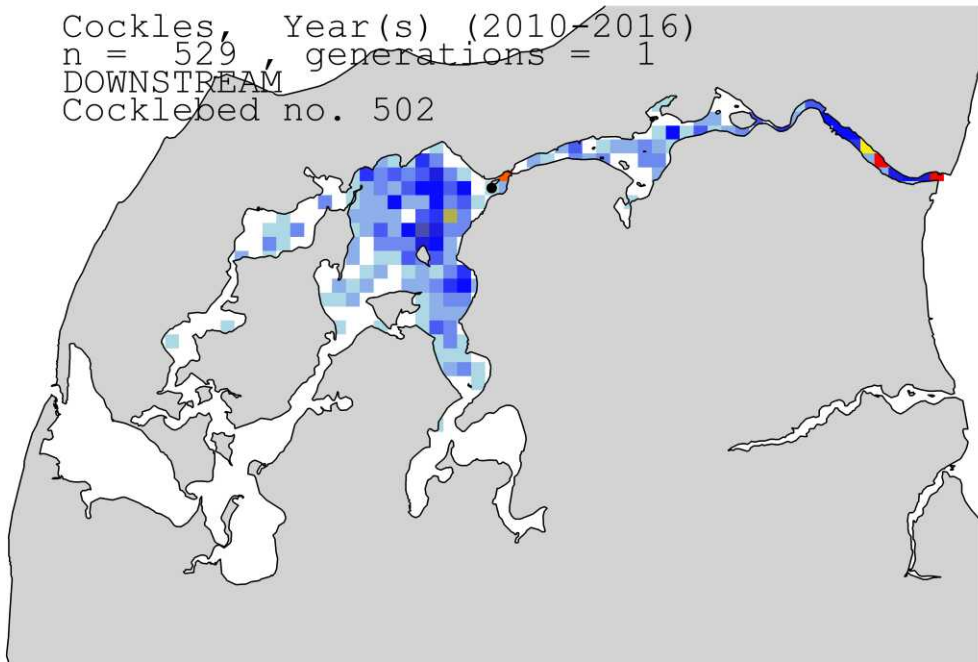 Cockles, Year(s) (2010-2016)
n = 529 , generations = 1
DOWNSTREAM
Cocklebed no. 502